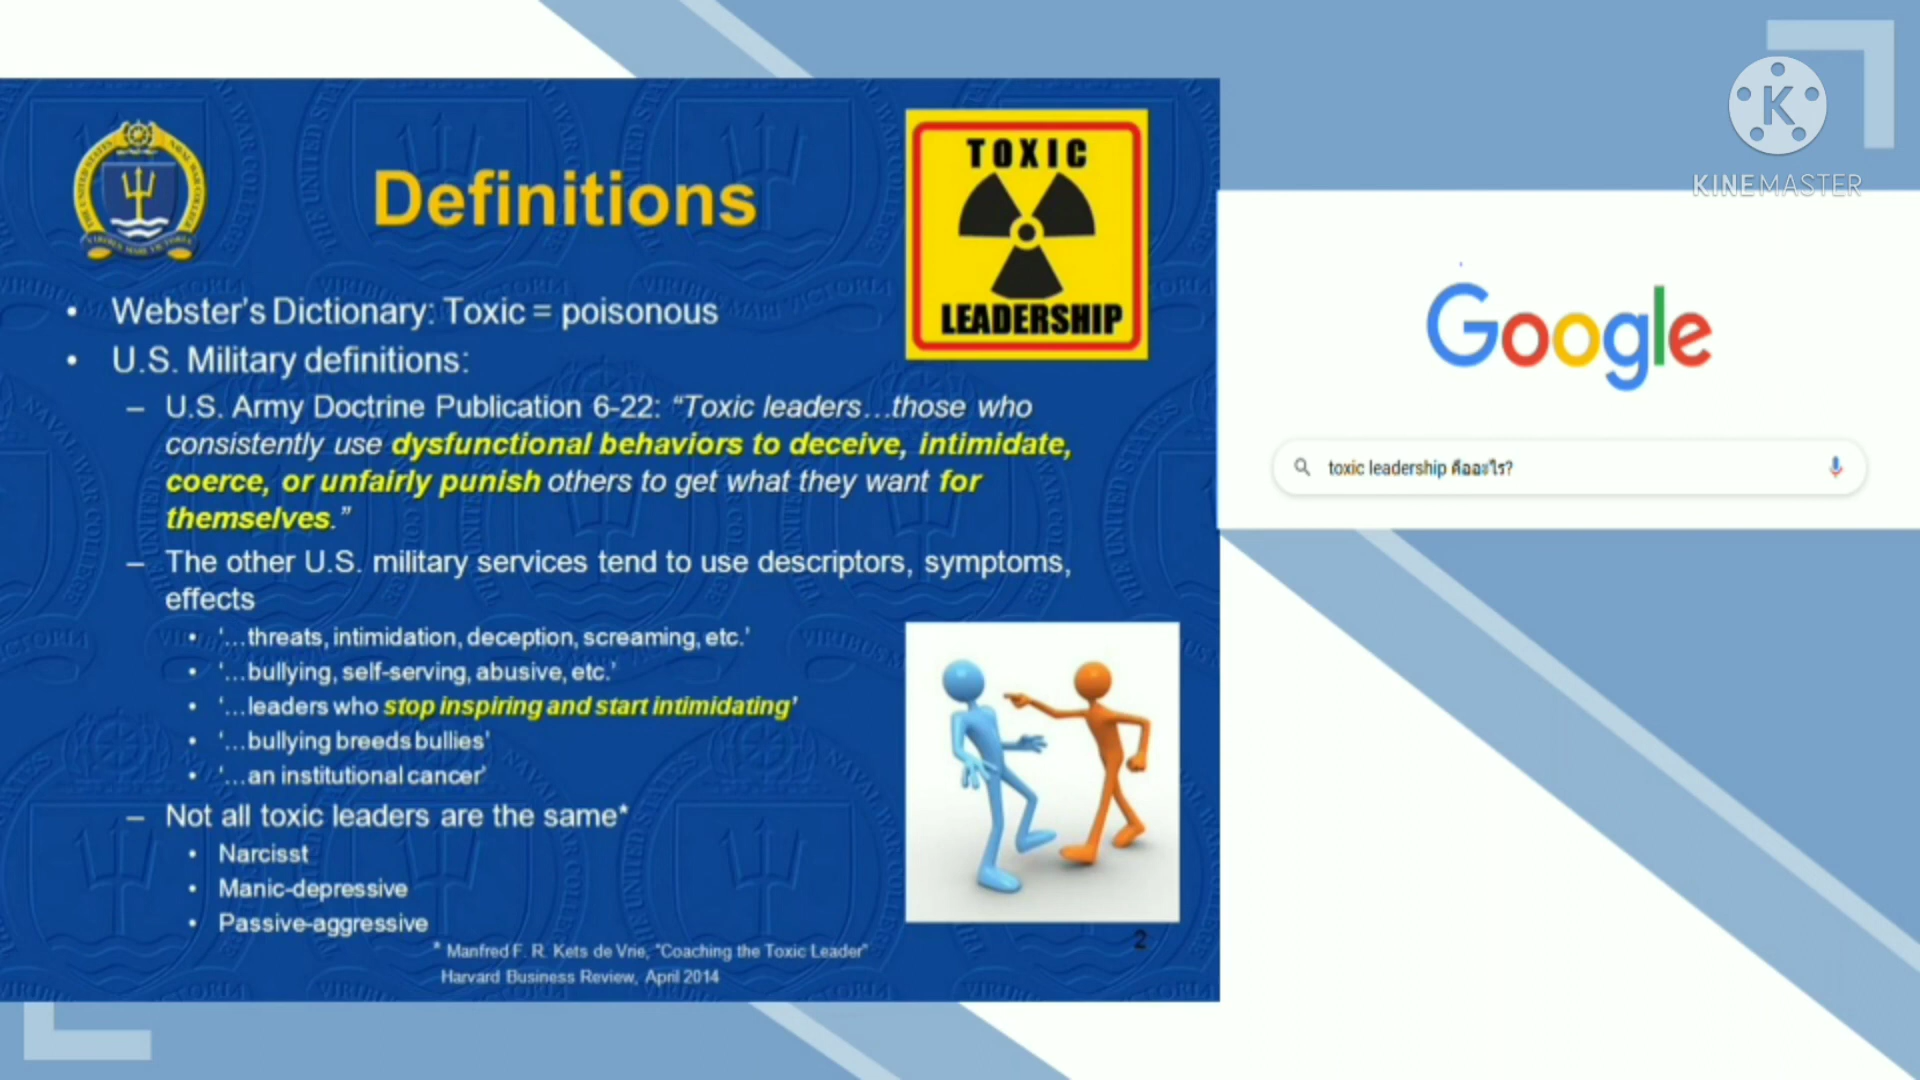 Definitions
TOXIC
LEADERSHIP
• Webster's Dictionary: Toxic = poisonous
• U.S. Military definitions:
– U.S. Army Doctrine Publication 6-22: “Toxic leaders...those who
consistently use dysfunctional behaviors to deceive, intimidate,
coerce, or unfairly punish others to get what they want for
themselves.”
– The other U.S. military services tend to use descriptors, symptoms,
effects
• ‘...threats, intimidation, deception, screaming, etc.’
• ‘...bullying, self-serving, abusive, etc.’
• ‘...leaders who stop inspiring and start intimidating’
• ‘...bullying breeds bullies’
• ‘...an institutional cancer’
– Not all toxic leaders are the same*
• Narcisst
• Manic-depressive
• Passive-aggressive
* Manfred F. R. Kets de Vrie, “Coaching the Toxic Leader”
Harvard Business Review, April 2014
2
K
KINEMASTER
Google
toxic leadership คืออะไร?